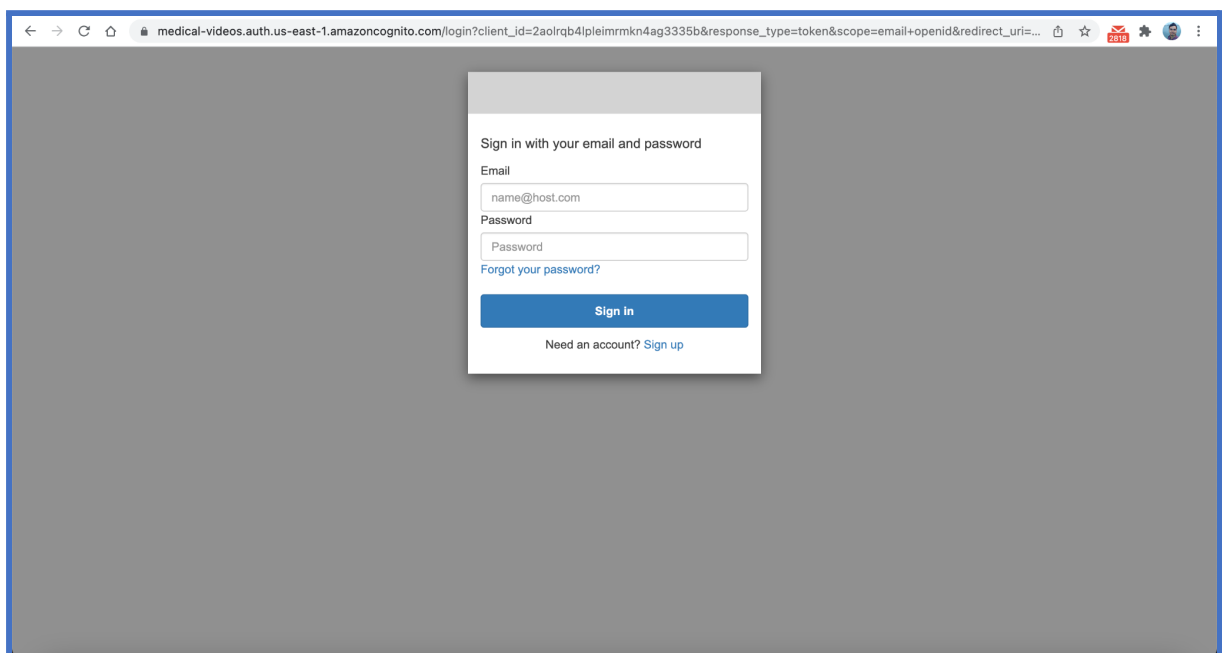 medical-videos.auth.us-east-1.amazoncognito.com/login?client_id=2aolrqb4lpleimrmkn4ag3335b&response_type=token&scope=email+openid&redirect_uri=...
2818
Sign in with your email and password
Email
name@host.com
Password
Password
Forgot your password?
Sign in
Need an account? Sign up